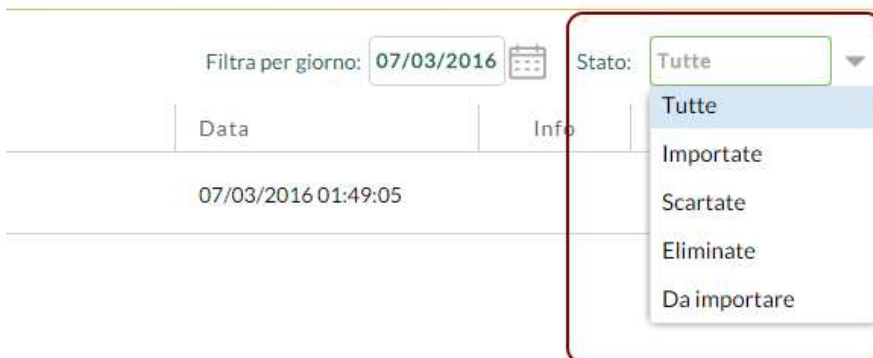 Filtra per giorno: 07/03/2016 Stato: Tutte
Data Info Tutte
Importate
07/03/2016 01:49:05 Scartate
Eliminate
Da importare